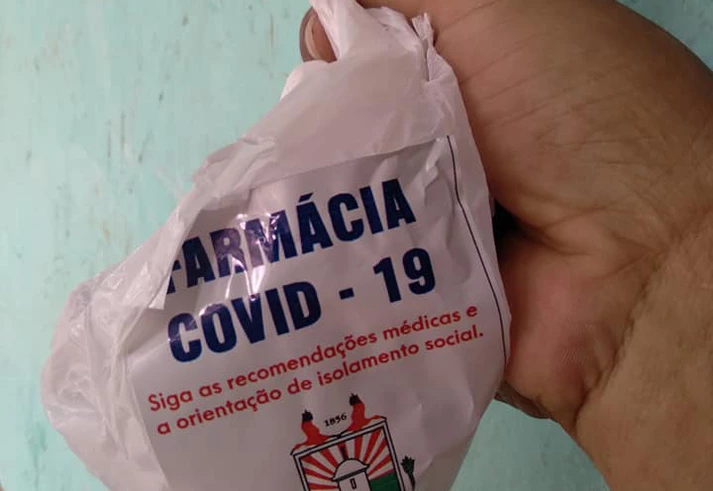 FARMÁCIA
COVID - 19
Siga as recomendações médicas e
a orientação de isolamento social.
1856